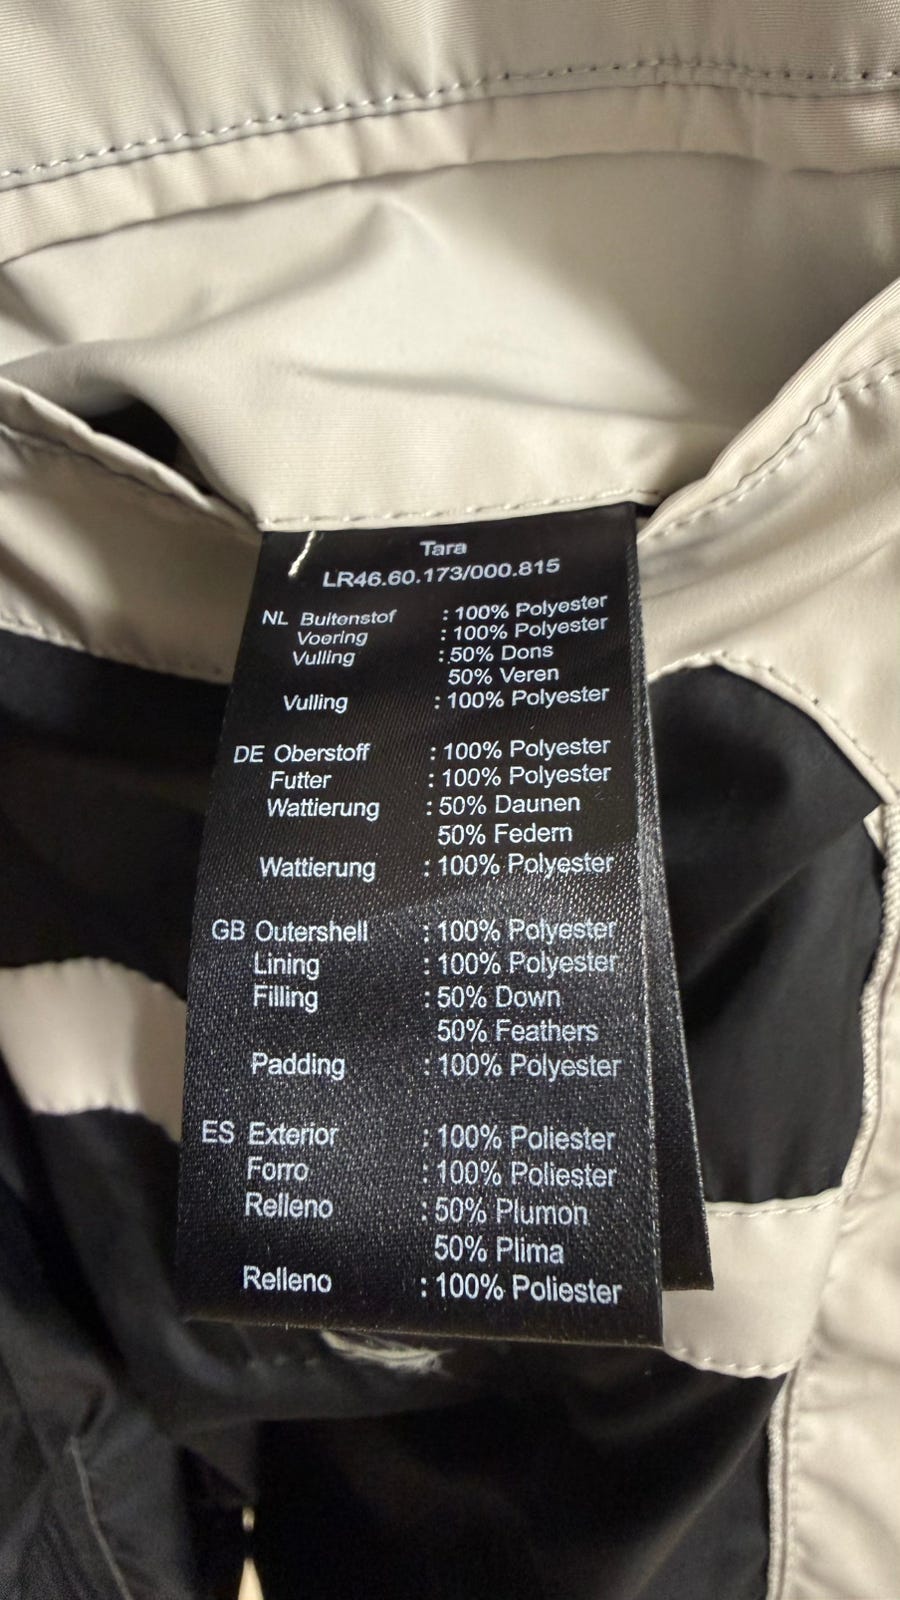 Tara
LR46.60.173/000.815
NL Buitenstof : 100% Polyester
Voering : 100% Polyester
Vulling : 50% Dons
50% Veren
Vulling : 100% Polyester
DE Oberstoff : 100% Polyester
Futter : 100% Polyester
Wattierung : 50% Daunen
50% Federn
Wattierung : 100% Polyester
GB Outershell : 100% Polyester
Lining : 100% Polyester
Filling : 50% Down
50% Feathers
Padding : 100% Polyester
ES Exterior : 100% Poliester
Forro : 100% Poliester
Relleno : 50% Plumon
50% Plima
Relleno : 100% Poliester